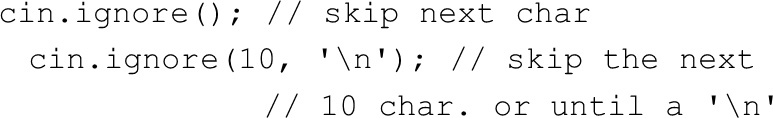 cin.ignore(); // skip next char
cin.ignore(10, '\n'); // skip the next
// 10 char. or until a '\n'